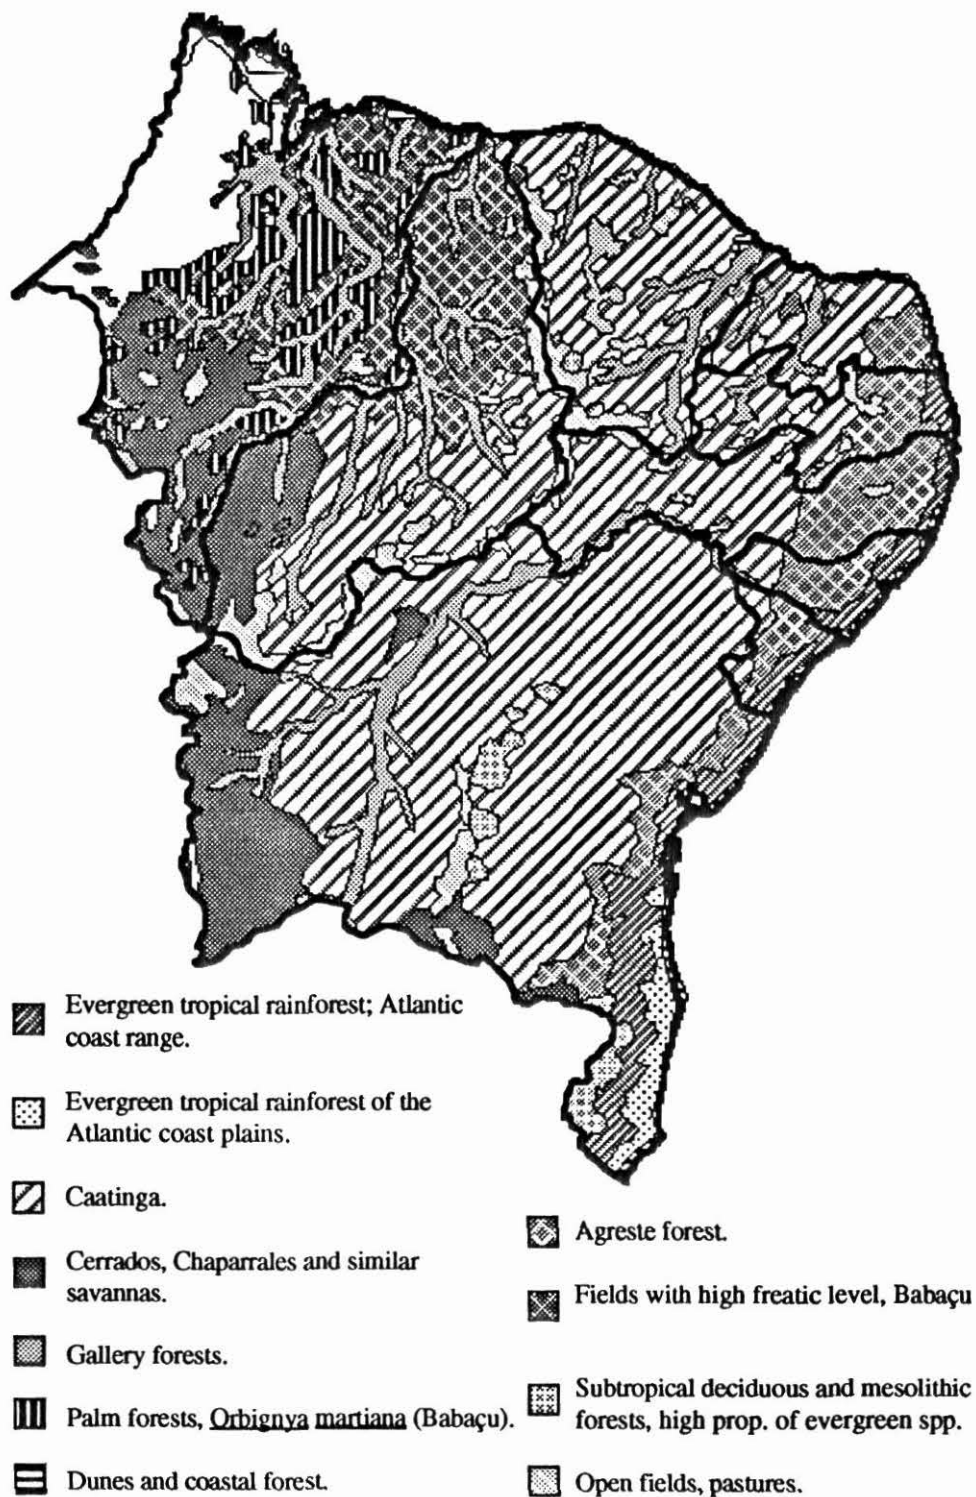 Evergreen tropical rainforest; Atlantic
coast range.
Evergreen tropical rainforest of the
Atlantic coast plains.
Caatinga.
Cerrados, Chaparrales and similar
savannas.
Gallery forests.
Palm forests, Orbignya martiana (Babaçu).
Dunes and coastal forest.
Agreste forest.
Fields with high freatic level, Babaçu
Subtropical deciduous and mesolithic
forests, high prop. of evergreen spp.
Open fields, pastures.